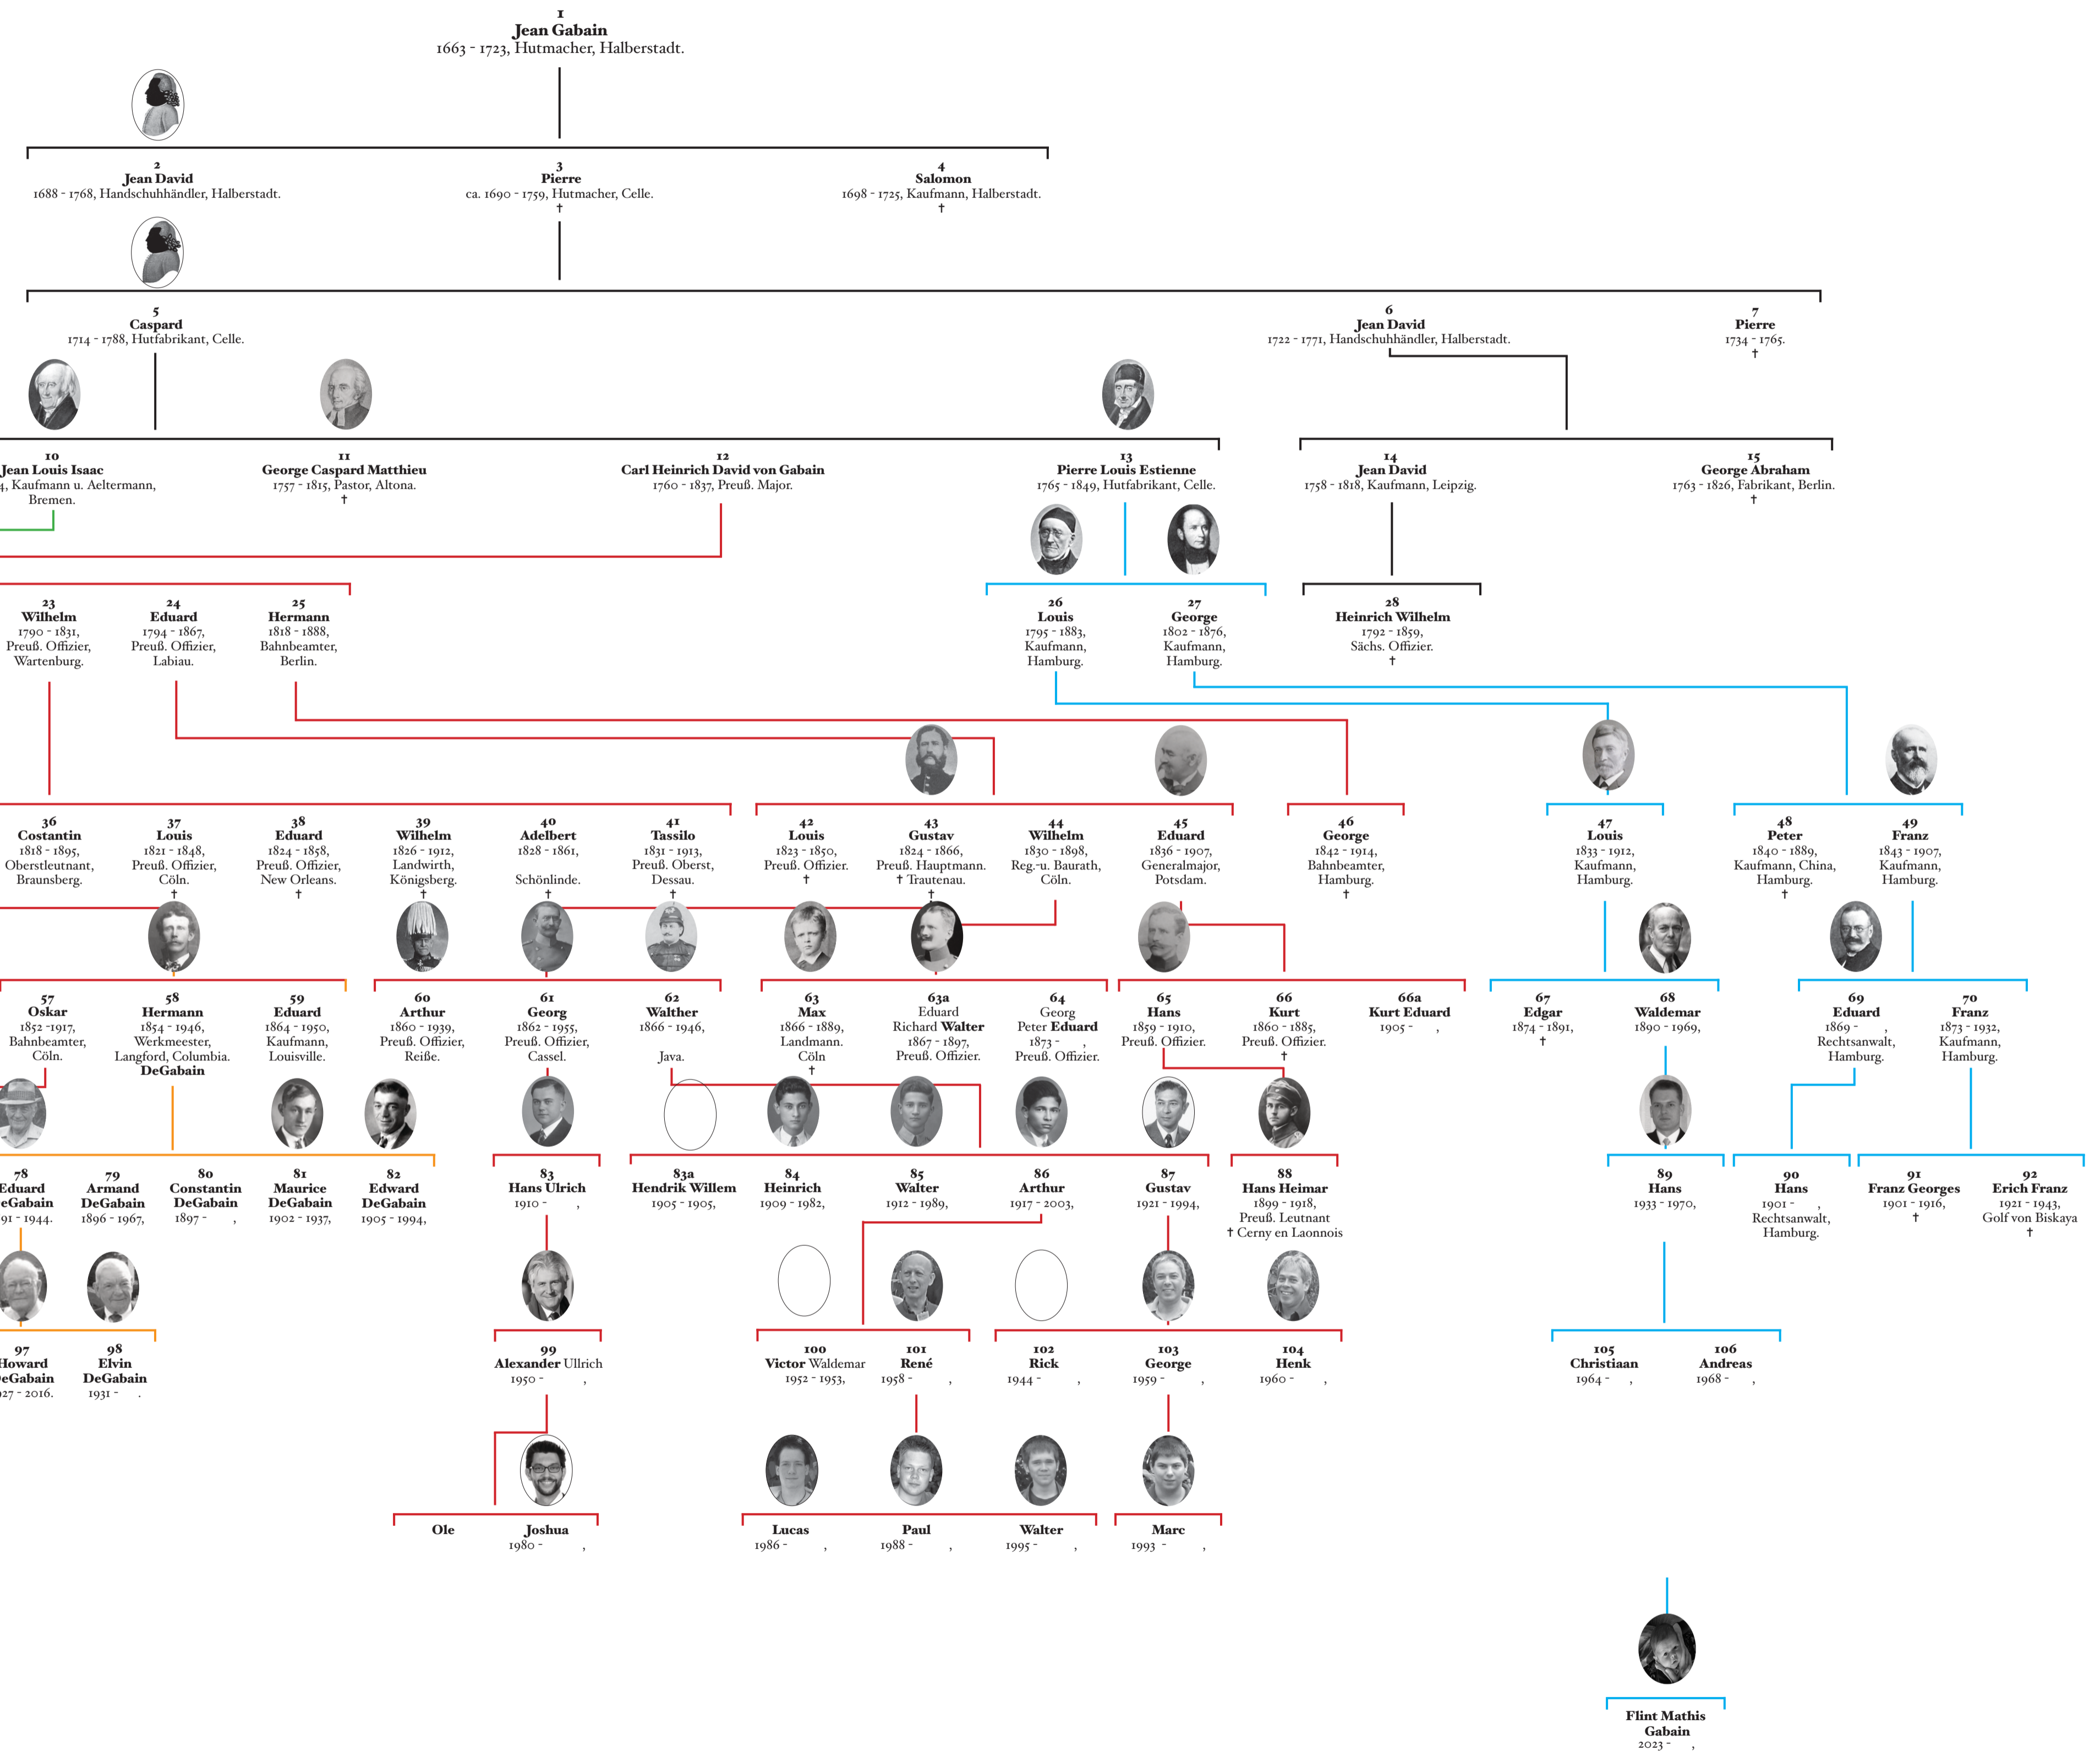 1
Jean Gabain
1663 - 1723, Hutmacher, Halberstadt.
2
Jean David
1688 - 1768, Handschuhhändler, Halberstadt.
3
Pierre
ca. 1690 - 1759, Hutmacher, Celle.
†
4
Salomon
1698 - 1725, Kaufmann, Halberstadt.
†
5
Caspard
1714 - 1788, Hutfabrikant, Celle.
6
Jean David
1722 - 1771, Handschuhhändler, Halberstadt.
7
Pierre
1734 - 1765.
†
10
Jean Louis Isaac
4, Kaufmann u. Aeltermann,
Bremen.
11
George Caspard Matthieu
1757 - 1815, Pastor, Altona.
†
12
Carl Heinrich David von Gabain
1760 - 1837, Preuß. Major.
13
Pierre Louis Estienne
1765 - 1849, Hutfabrikant, Celle.
14
Jean David
1758 - 1818, Kaufmann, Leipzig.
15
George Abraham
1763 - 1826, Fabrikant, Berlin.
†
23
Wilhelm
1790 - 1831,
Preuß. Offizier,
Wartenburg.
24
Eduard
1794 - 1867,
Preuß. Offizier,
Labiau.
25
Hermann
1818 - 1888,
Bahnbeamter,
Berlin.
26
Louis
1795 - 1883,
Kaufmann,
Hamburg.
27
George
1802 - 1876,
Kaufmann,
Hamburg.
28
Heinrich Wilhelm
1792 - 1859,
Sächs. Offizier.
†
36
Costantin
1818 - 1895,
Oberstleutnant,
Braunsberg.
37
Louis
1821 - 1848,
Preuß. Offizier,
Cöln.
†
38
Eduard
1824 - 1858,
Preuß. Offizier,
New Orleans.
†
39
Wilhelm
1826 - 1912,
Landwirth,
Königsberg.
†
40
Adelbert
1828 - 1861,
Schönlinde.
†
41
Tassilo
1831 - 1913,
Preuß. Oberst,
Dessau.
†
42
Louis
1823 - 1850,
Preuß. Offizier.
†
43
Gustav
1824 - 1866,
Preuß. Hauptmann.
† Trautenau.
†
44
Wilhelm
1830 - 1898,
Reg.-u. Baurath,
Cöln.
45
Eduard
1836 - 1907,
Generalmajor,
Potsdam.
46
George
1842 - 1914,
Bahnbeamter,
Hamburg.
†
47
Louis
1833 - 1912,
Kaufmann,
Hamburg.
48
Peter
1840 - 1889,
Kaufmann, China,
Hamburg.
†
49
Franz
1843 - 1907,
Kaufmann,
Hamburg.
57
Oskar
1852 -1917,
Bahnbeamter,
Cöln.
58
Hermann
1854 - 1946,
Werkmeester,
Langford, Columbia.
DeGabain
59
Eduard
1864 - 1950,
Kaufmann,
Louisville.
60
Arthur
1860 - 1939,
Preuß. Offizier,
Reiße.
61
Georg
1862 - 1955,
Preuß. Offizier,
Cassel.
62
Walther
1866 - 1946,
Java.
63
Max
1866 - 1889,
Landmann.
Cöln
†
63a
Eduard
Richard Walter
1867 - 1897,
Preuß. Offizier.
64
Georg
Peter Eduard
1873 - ,
Preuß. Offizier.
65
Hans
1859 - 1910,
Preuß. Offizier.
66
Kurt
1860 - 1885,
Preuß. Offizier.
†
66a
Kurt Eduard
1905 - ,
67
Edgar
1874 - 1891,
†
68
Waldemar
1890 - 1969,
69
Eduard
1869 - ,
Rechtsanwalt,
Hamburg.
70
Franz
1873 - 1932,
Kaufmann,
Hamburg.
78
Eduard
eGabain
91 - 1944.
79
Armand
DeGabain
1896 - 1967,
80
Constantin
DeGabain
1897 - ,
81
Maurice
DeGabain
1902 - 1937,
82
Edward
DeGabain
1905 - 1994,
83
Hans Ulrich
1910 - ,
83a
Hendrik Willem
1905 - 1905,
84
Heinrich
1909 - 1982,
85
Walter
1912 - 1989,
86
Arthur
1917 - 2003,
87
Gustav
1921 - 1994,
88
Hans Heimar
1899 - 1918,
Preuß. Leutnant
† Cerny en Laonnois
89
Hans
1933 - 1970,
90
Hans
1901 - ,
Rechtsanwalt,
Hamburg.
91
Franz Georges
1901 - 1916,
†
92
Erich Franz
1921 - 1943,
Golf von Biskaya
†
97
Howard
eGabain
927 - 2016.
98
Elvin
DeGabain
1931 - .
99
Alexander Ullrich
1950 - ,
100
Victor Waldemar
1952 - 1953,
101
René
1958 - ,
102
Rick
1944 - ,
103
George
1959 - ,
104
Henk
1960 - ,
105
Christiaan
1964 - ,
106
Andreas
1968 - ,
Ole
Joshua
1980 - ,
Lucas
1986 - ,
Paul
1988 - ,
Walter
1995 - ,
Marc
1993 - ,
Flint Mathis
Gabain
2023 - ,